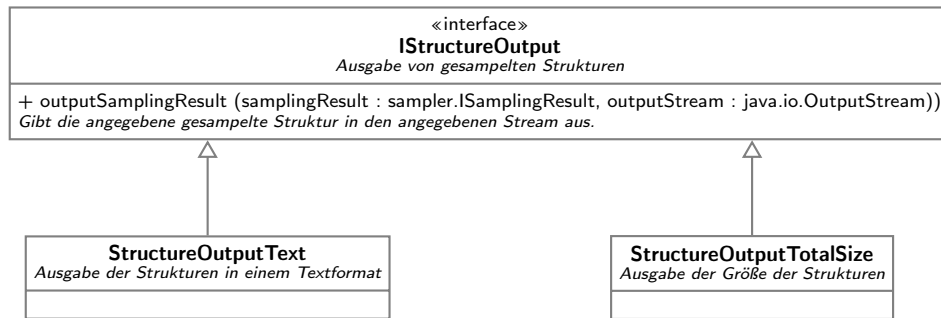 «interface»
IStructureOutput
Ausgabe von gesampelten Strukturen
+ outputSamplingResult (samplingResult : sampler.ISamplingResult, outputStream : java.io.OutputStream))
Gibt die angegebene gesampelte Struktur in den angegebenen Stream aus.
StructureOutputText
Ausgabe der Strukturen in einem Textformat
StructureOutputTotalSize
Ausgabe der Größe der Strukturen